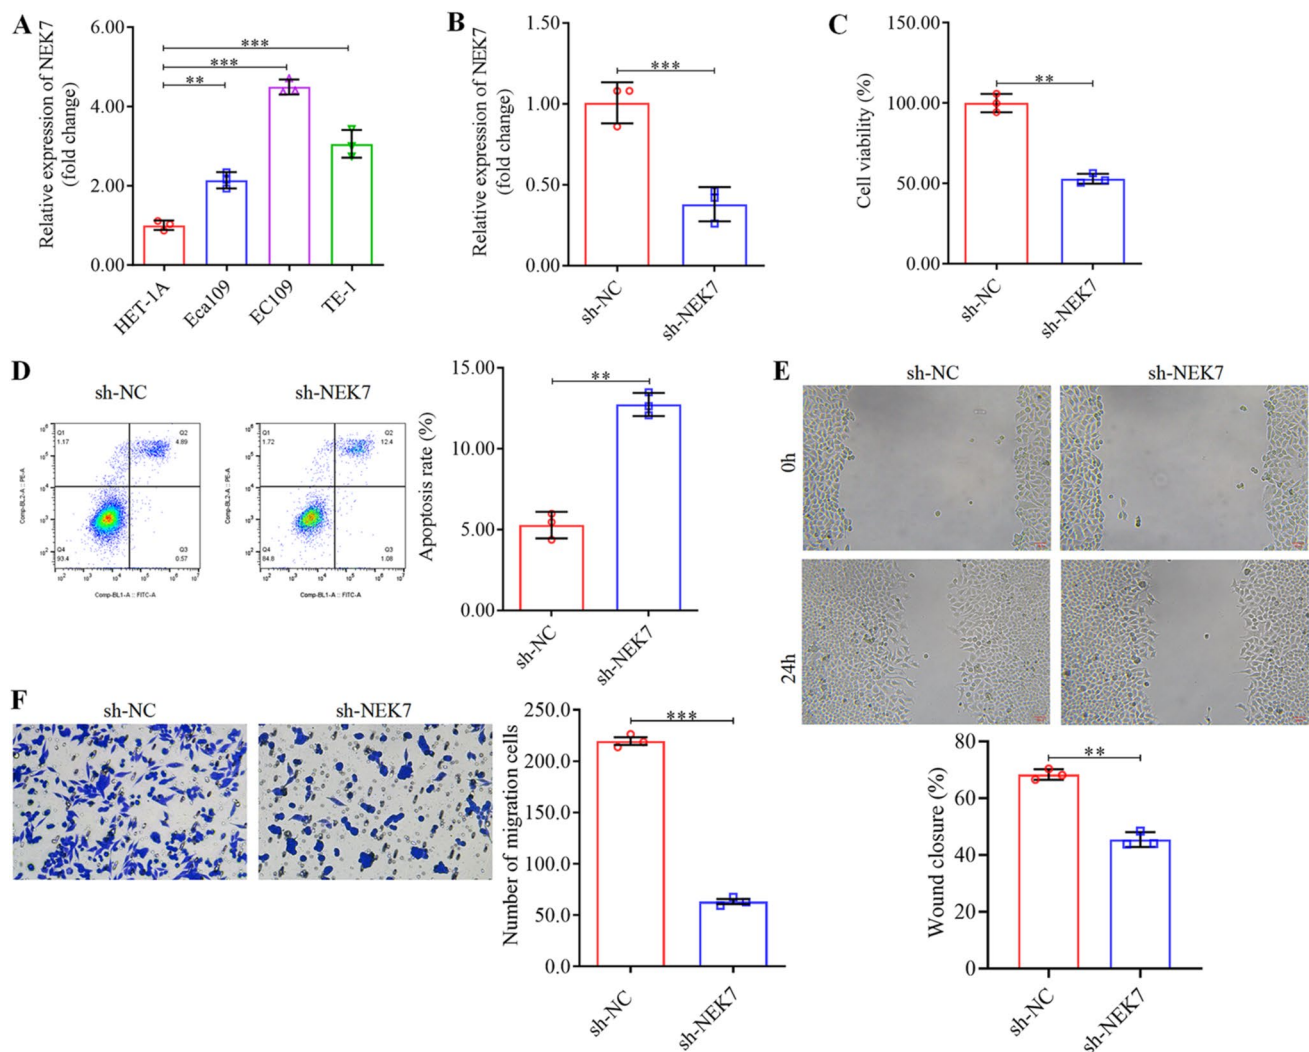 A
Relative expression of NEK7
(fold change)
6.00
4.00
2.00
0.00
***
***
**
HET-1A
Eca109
EC109
TE-1
B
Relative expression of NEK7
(fold change)
1.50
1.00
0.50
0.00
***
sh-NC
sh-NEK7
C
Cell viability (%)
150.00
100.00
50.00
0.00
**
sh-NC
sh-NEK7
D
sh-NC
sh-NEK7
Comp-BL2-A :: PE-A
Q1
1.17
Q2
4.89
Q4
93.4
Q3
0.57
Comp-BL1-A :: FITC-A
Comp-BL2-A :: PE-A
Q1
1.72
Q2
12.4
Q4
84.8
Q3
1.08
Comp-BL1-A :: FITC-A
Apoptosis rate (%)
15.00
10.00
5.00
0.00
**
sh-NC
sh-NEK7
E
sh-NC
sh-NEK7
0h
24h
Wound closure (%)
80
60
40
20
0
**
sh-NC
sh-NEK7
F
sh-NC
sh-NEK7
Number of migration cells
250.0
200.0
150.0
100.0
50.0
0.0
***
sh-NC
sh-NEK7